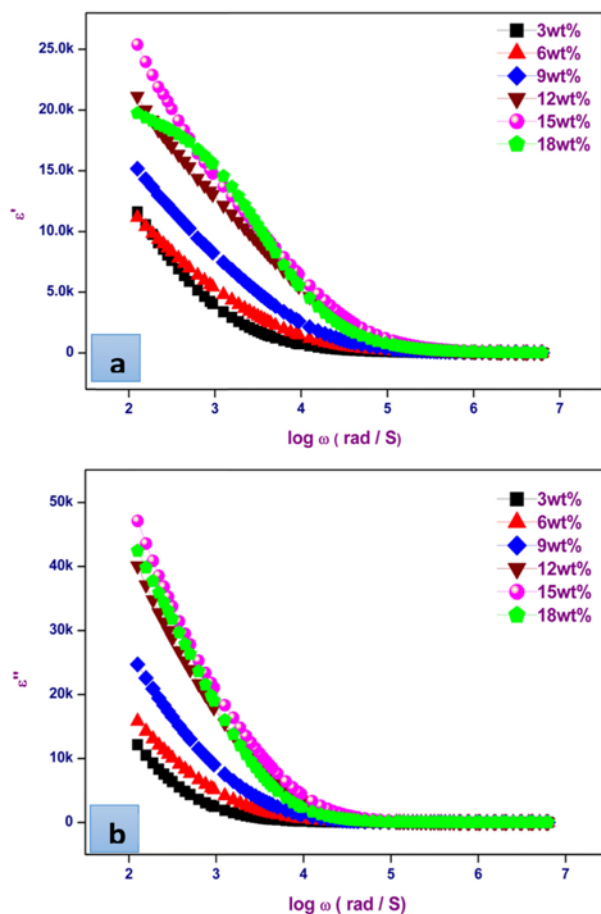 25.0k
20.0k
15.0k
10.0k
5.0k
0
ε'
3wt%
6wt%
9wt%
12wt%
15wt%
18wt%
a
2 3 4 5 6 7
log ω ( rad / S)
50k
40k
30k
20k
10k
0
ε''
3wt%
6wt%
9wt%
12wt%
15wt%
18wt%
b
2 3 4 5 6 7
log ω ( rad / S)